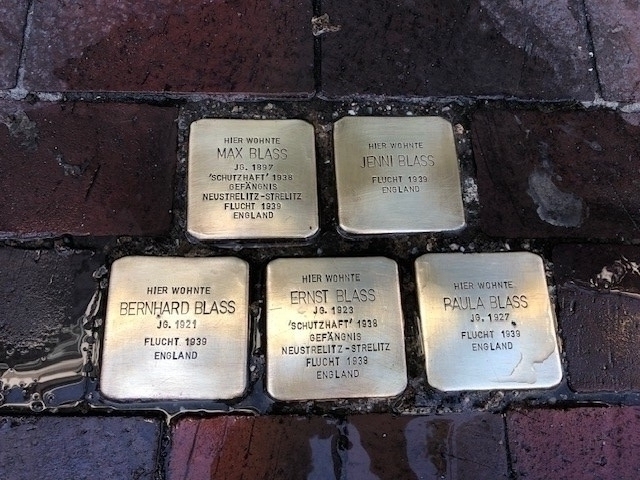 HIER WOHNTE
MAX BLASS
JG. 1897
'SCHUTZHAFT' 1938
GEFÄNGNIS
NEUSTRELITZ-STRELITZ
FLUCHT 1939
ENGLAND
HIER WOHNTE
JENNI BLASS
FLUCHT 1939
ENGLAND
HIER WOHNTE
BERNHARD BLASS
JG. 1921
FLUCHT 1939
ENGLAND
HIER WOHNTE
ERNST BLASS
JG. 1923
'SCHUTZHAFT' 1938
GEFÄNGNIS
NEUSTRELITZ-STRELITZ
FLUCHT 1939
ENGLAND
HIER WOHNTE
PAULA BLASS
JG. 1927
FLUCHT 1939
ENGLAND